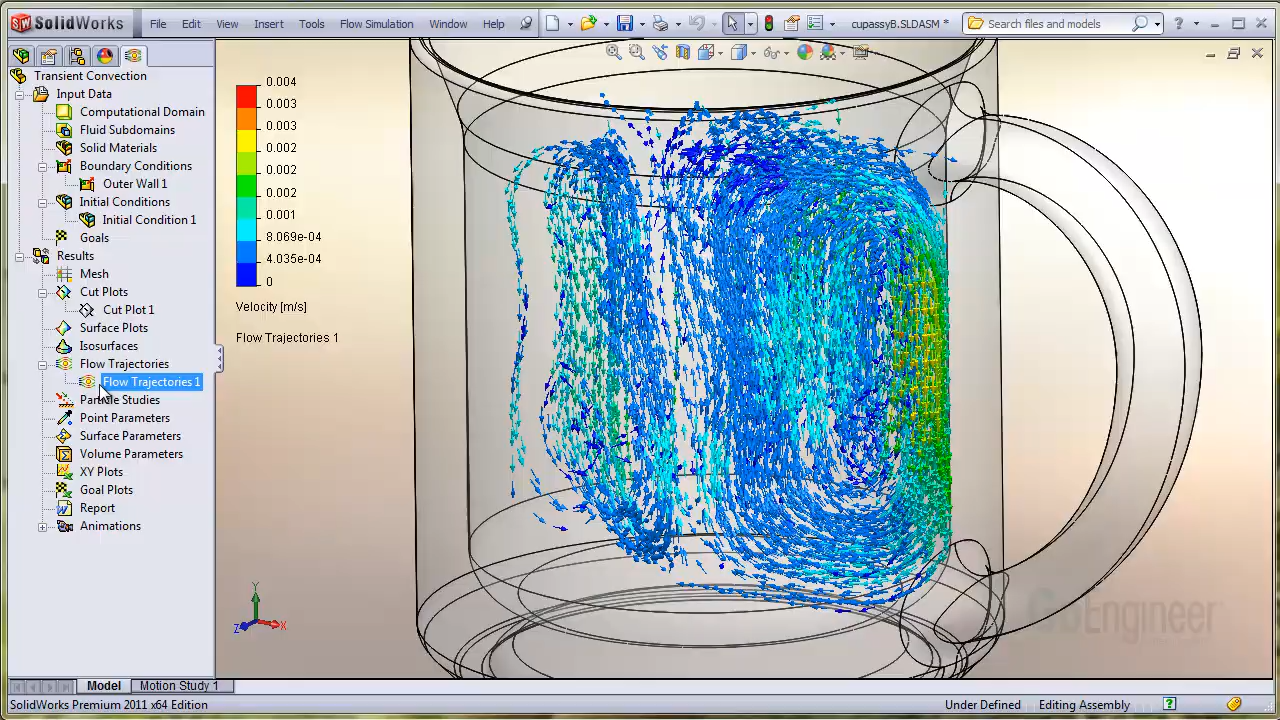 SolidWorks File Edit View Insert Tools Flow Simulation Window Help cupassyB.SLDASM * Search files and models
Transient Convection
Input Data
Computational Domain
Fluid Subdomains
Solid Materials
Boundary Conditions
Outer Wall 1
Initial Conditions
Initial Condition 1
Goals
Results
Mesh
Cut Plots
Cut Plot 1
Surface Plots
Isosurfaces
Flow Trajectories
Flow Trajectories 1
Particle Studies
Point Parameters
Surface Parameters
Volume Parameters
XY Plots
Goal Plots
Report
Animations
0.004
0.003
0.003
0.002
0.002
0.002
0.001
8.069e-04
4.035e-04
0
Velocity [m/s]
Flow Trajectories 1
Y
Z X
GoEngineer
Model Motion Study 1
SolidWorks Premium 2011 x64 Edition Under Defined Editing Assembly